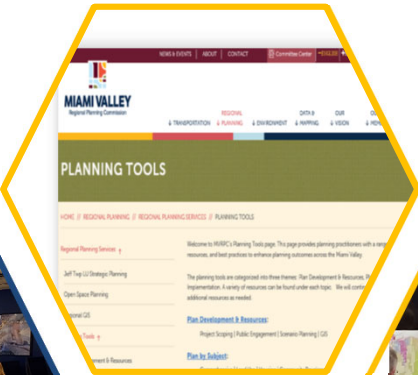 NEWS & EVENTS | ABOUT | CONTACT
Committee Center
ENGLISH
MIAMI VALLEY
Regional Planning Commission
TRANSPORTATION
REGIONAL
PLANNING
ENVIRONMENT
DATA &
MAPPING
OUR
VISION
PLANNING TOOLS
HOME // REGIONAL PLANNING // REGIONAL PLANNING SERVICES // PLANNING TOOLS
Regional Planning Services
Jeff Twp LU Strategic Planning
Open Space Planning
GIS
Tools
& Resources
Welcome to MVRPC's Planning Tools page. This page provides planning practitioners with a
resources, and best practices to enhance planning outcomes across the Miami Valley.
The planning tools are categorized into three themes: Plan Development & Resources,
Implementation. A variety of resources can be found under each topic. We will
additional resources as needed.
Plan Development & Resources:
Project Scoping | Public Engagement | Scenario Planning | GIS
Plan by Subject: